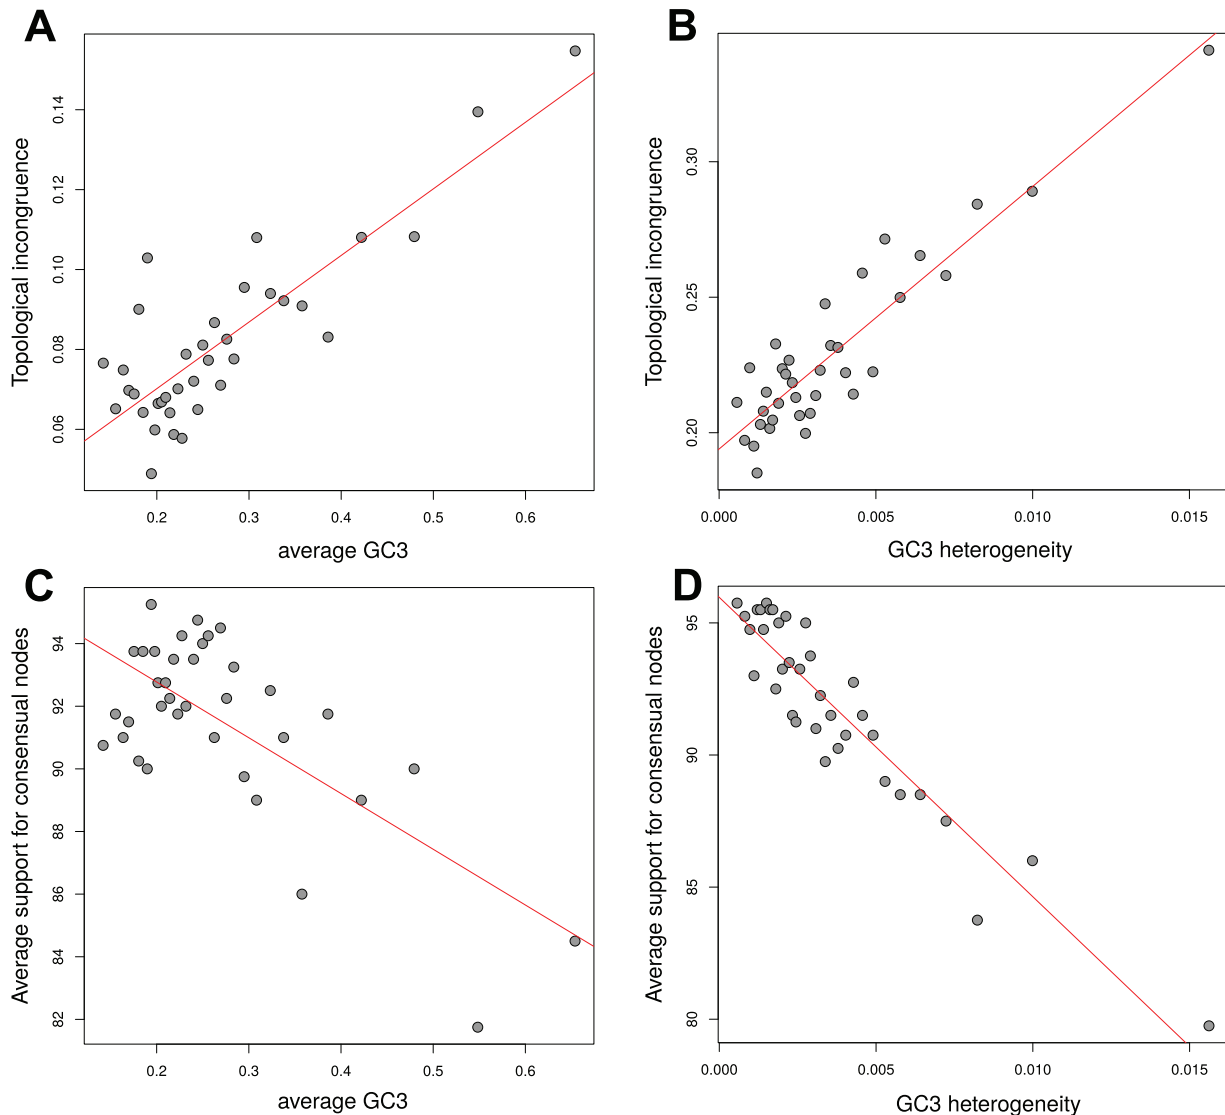 A
Topological incongruence
0.06 0.08 0.10 0.12 0.14
0.2 0.3 0.4 0.5 0.6
average GC3
B
Topological incongruence
0.20 0.25 0.30
0.000 0.005 0.010 0.015
GC3 heterogeneity
C
Average support for consensual nodes
82 84 86 88 90 92 94
0.2 0.3 0.4 0.5 0.6
average GC3
D
Average support for consensual nodes
80 85 90 95
0.000 0.005 0.010 0.015
GC3 heterogeneity